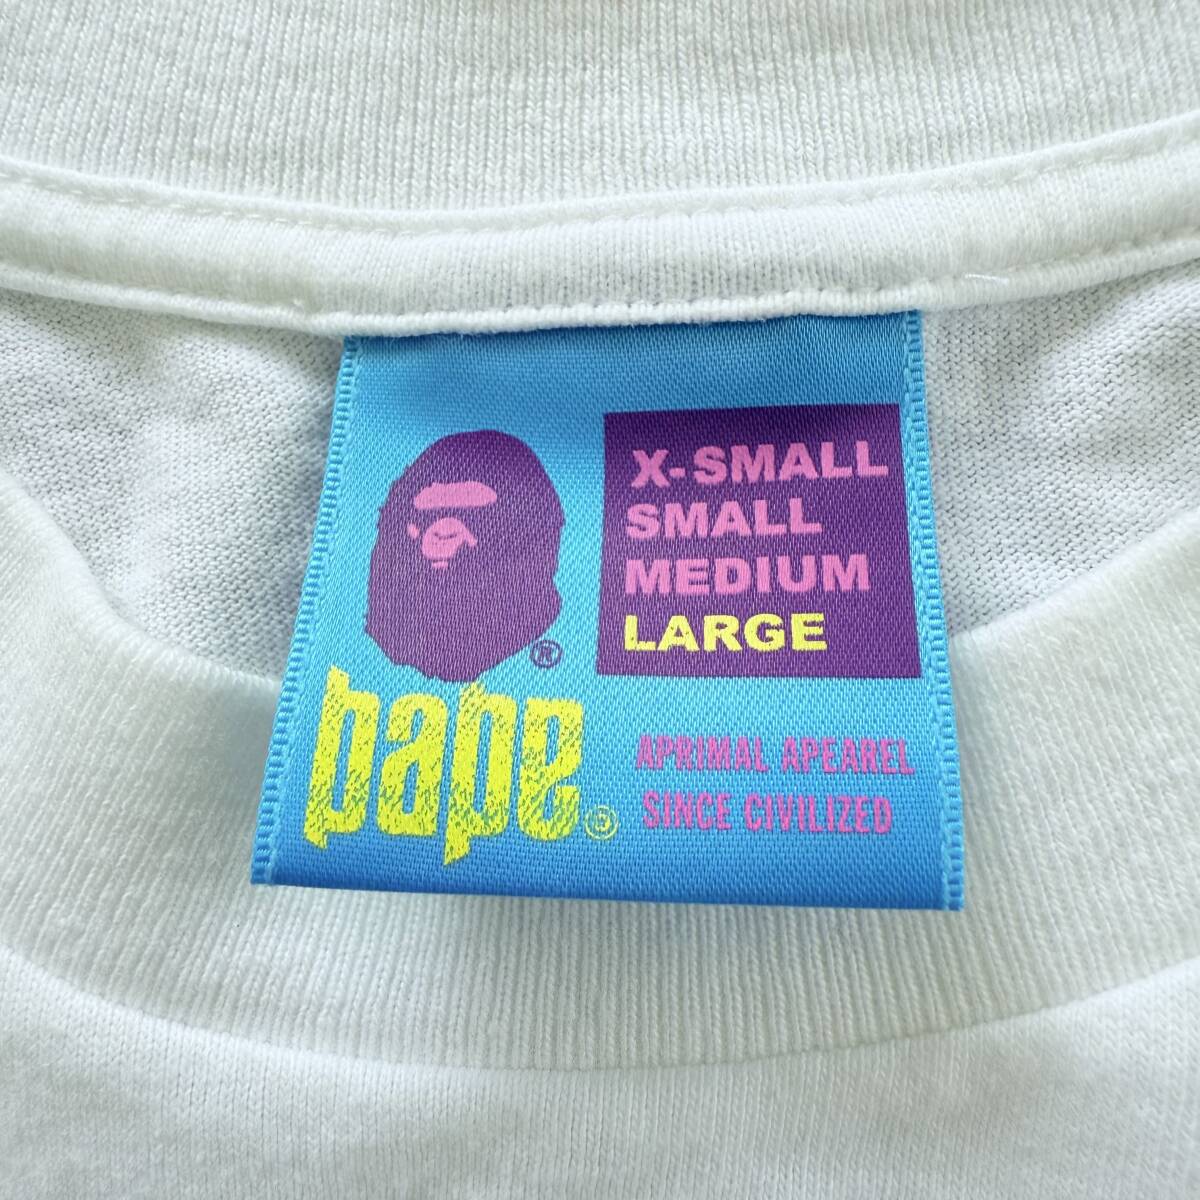 X-SMALL
SMALL
MEDIUM
LARGE
®
bape
APRIMAL APEAREL
SINCE CIVILIZED